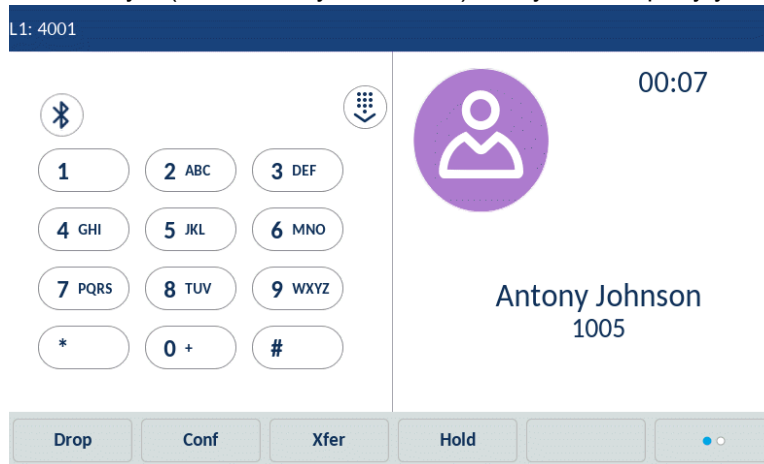 L1: 4001
00:07
1
2 ABC
3 DEF
4 GHI
5 JKL
6 MNO
7 PQRS
8 TUV
9 WXYZ
*
0 +
#
Antony Johnson
1005
Drop
Conf
Xfer
Hold